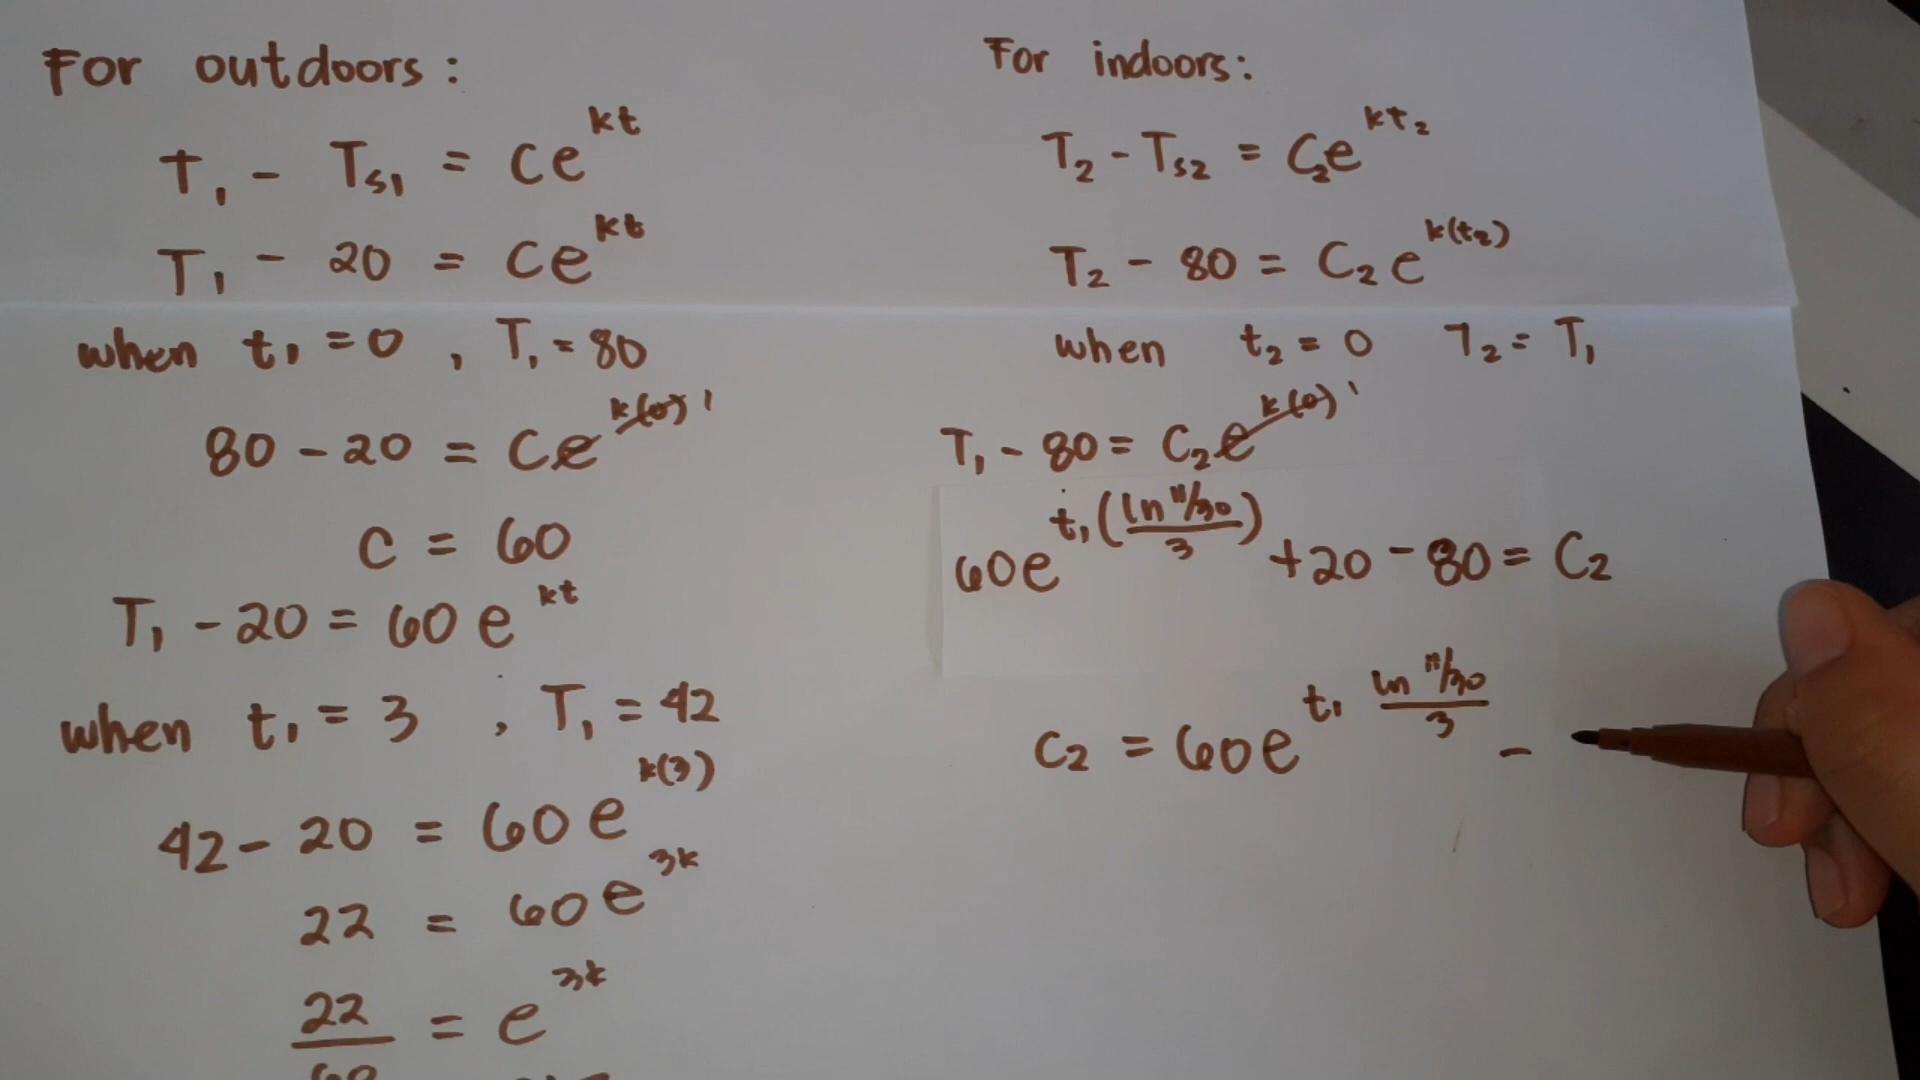 For outdoors:
T₁ - Ts₁ = Ce^kt
T₁ - 20 = Ce^kt
when t₁ = 0, T₁ = 80
80 - 20 = Ce^k(0) 1
C = 60
T₁ - 20 = 60e^kt
when t₁ = 3, T₁ = 42
42 - 20 = 60e^k(3)
22 = 60e^3k
22/60 = e^3k
For indoors:
T₂ - Ts₂ = C₂e^kt₂
T₂ - 80 = C₂e^k(t₂)
when t₂ = 0 T₂ = T₁
T₁ - 80 = C₂e^k(0) 1
60e^t₁(ln 11/30 / 3) + 20 - 80 = C₂
C₂ = 60e^t₁ ln 11/30 / 3 -